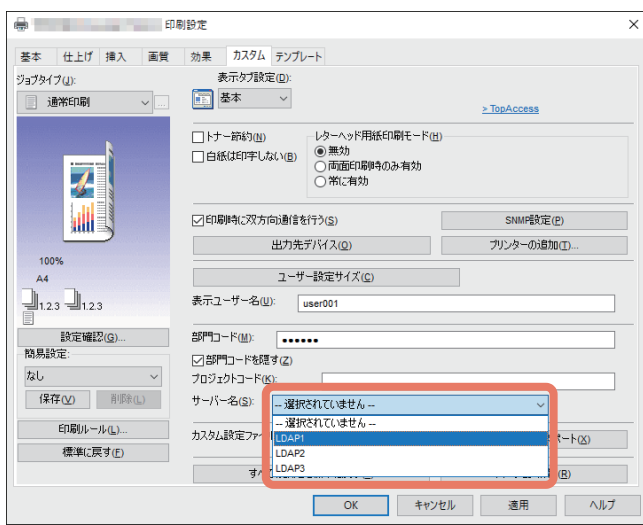 印刷設定
基本 仕上げ 挿入 画質 効果 カスタム テンプレート
ジョブタイプ(J):
通常印刷
...
100%
A4
1.2.3 1.2.3
設定確認(G)...
簡易設定:
なし
保存(V) 削除(L)
印刷ルール(L)...
標準に戻す(F)
表示タブ設定(D):
基本
> TopAccess
トナー節約(N)
白紙は印字しない(B)
レターヘッド用紙印刷モード(H)
無効
両面印刷時のみ有効
常に有効
印刷時に双方向通信を行う(S) SNMP設定(P)
出力先デバイス(O) プリンターの追加(T)...
ユーザー設定サイズ(C)
表示ユーザー名(U): user001
部門コード(M): ●●●●●●
部門コードを隠す(Z)
プロジェクトコード(K):
サーバー名(S): -- 選択されていません --
-- 選択されていません --
LDAP1
LDAP2
LDAP3
カスタム設定ファ ート(X)
す (R)
OK キャンセル 適用 ヘルプ